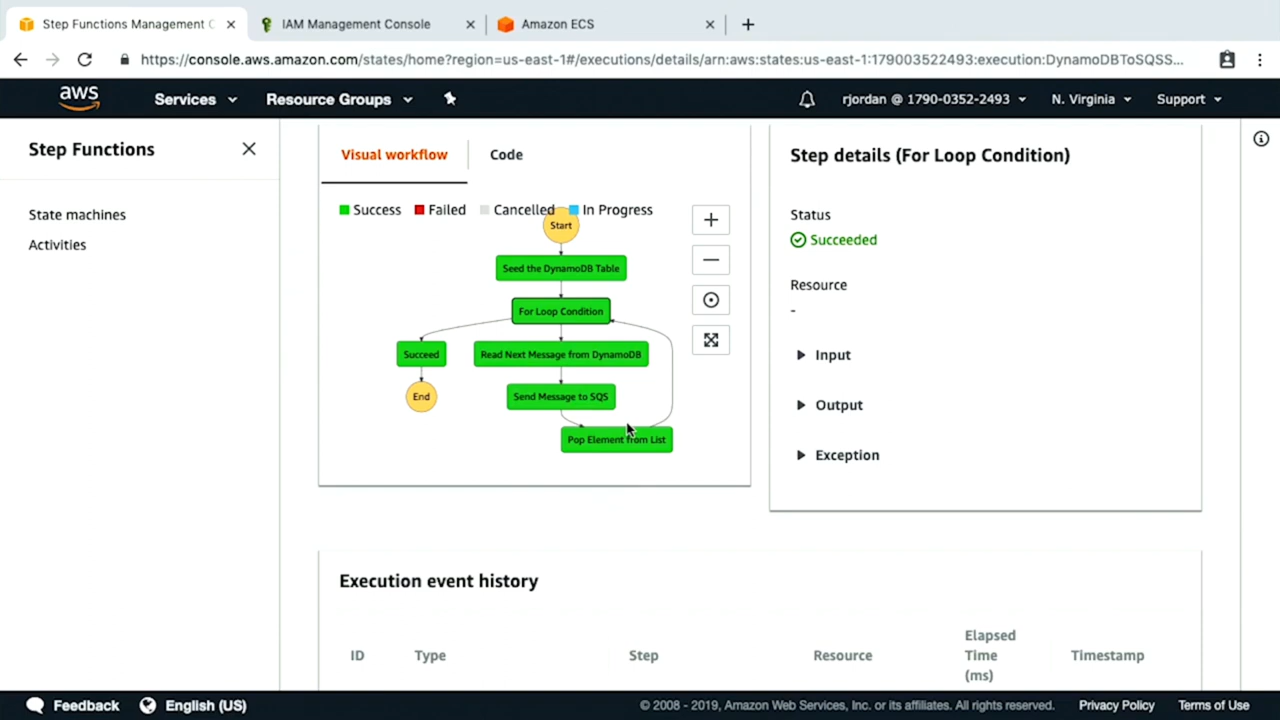 Step Functions Management C
IAM Management Console
Amazon ECS
https://console.aws.amazon.com/states/home?region=us-east-1#/executions/details/arn:aws:states:us-east-1:179003522493:execution:DynamoDBToSQSS...
aws
Services
Resource Groups
rjordan @ 1790-0352-2493
N. Virginia
Support
Step Functions
State machines
Activities
Visual workflow
Code
Success
Failed
Cancelled
In Progress
Start
Seed the DynamoDB Table
For Loop Condition
Succeed
Read Next Message from DynamoDB
End
Send Message to SQS
Pop Element from List
Step details (For Loop Condition)
Status
Succeeded
Resource
-
Input
Output
Exception
Execution event history
ID
Type
Step
Resource
Elapsed
Time
(ms)
Timestamp
Feedback
English (US)
© 2008 - 2019, Amazon Web Services, Inc. or its affiliates. All rights reserved.
Privacy Policy
Terms of Use